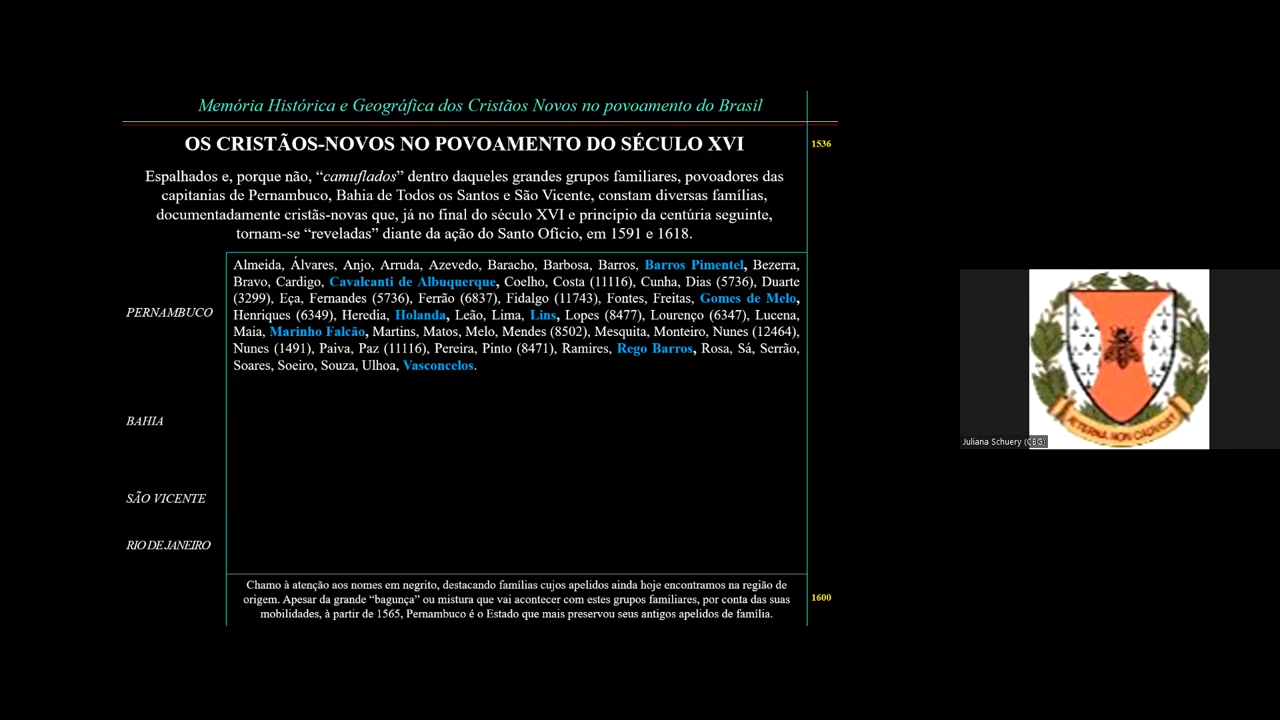 Memória Histórica e Geográfica dos Cristãos Novos no povoamento do Brasil
OS CRISTÃOS-NOVOS NO POVOAMENTO DO SÉCULO XVI
1536
Espalhados e, porque não, “camuflados” dentro daqueles grandes grupos familiares, povoadores das
capitanias de Pernambuco, Bahia de Todos os Santos e São Vicente, constam diversas famílias,
documentadamente cristãs-novas que, já no final do século XVI e princípio da centúria seguinte,
tornam-se “reveladas” diante da ação do Santo Ofício, em 1591 e 1618.
PERNAMBUCO
Almeida, Álvares, Anjo, Arruda, Azevedo, Baracho, Barbosa, Barros, Barros Pimentel, Bezerra,
Bravo, Cardigo, Cavalcanti de Albuquerque, Coelho, Costa (11116), Cunha, Dias (5736), Duarte
(3299), Eça, Fernandes (5736), Ferrão (6837), Fidalgo (11743), Fontes, Freitas, Gomes de Melo,
Henriques (6349), Heredia, Holanda, Leão, Lima, Lins, Lopes (8477), Lourenço (6347), Lucena,
Maia, Marinho Falcão, Martins, Matos, Melo, Mendes (8502), Mesquita, Monteiro, Nunes (12464),
Nunes (1491), Paiva, Paz (11116), Pereira, Pinto (8471), Ramires, Rego Barros, Rosa, Sá, Serrão,
Soares, Soeiro, Souza, Ulhoa, Vasconcelos.
BAHIA
SÃO VICENTE
RIO DE JANEIRO
Chamo à atenção aos nomes em negrito, destacando famílias cujos apelidos ainda hoje encontramos na região de
origem. Apesar da grande “bagunça” ou mistura que vai acontecer com estes grupos familiares, por conta das suas
mobilidades, à partir de 1565, Pernambuco é o Estado que mais preservou seus antigos apelidos de família.
1600
ÆTERNA NON CADUCA
Juliana Schuery (CBG)